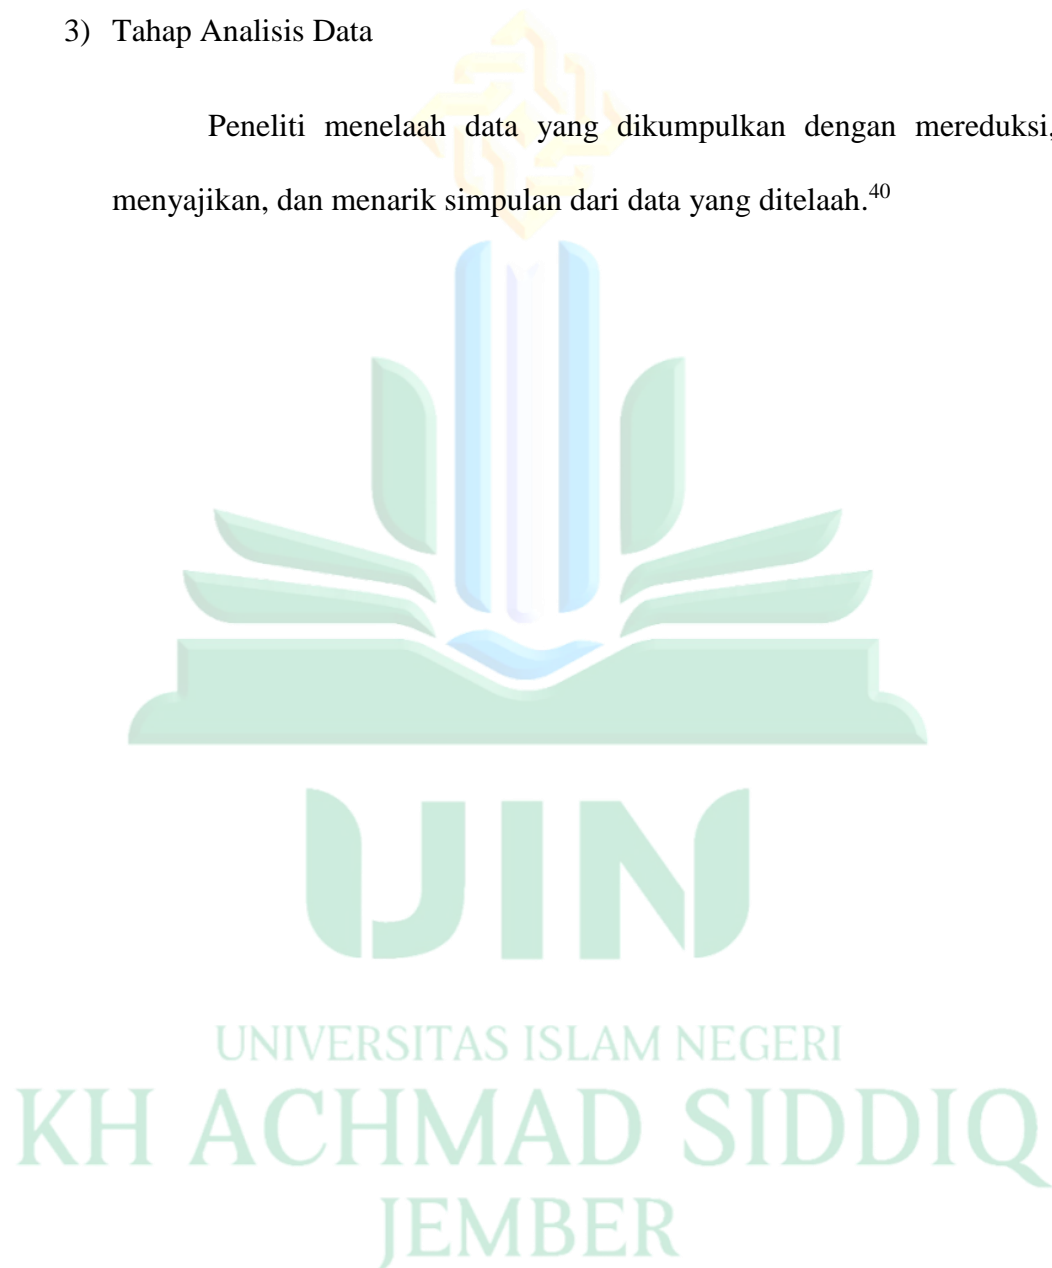 3) Tahap Analisis Data
Peneliti menelaah data yang dikumpulkan dengan mereduksi,
menyajikan, dan menarik simpulan dari data yang ditelaah.40
UIN
UNIVERSITAS ISLAM NEGERI
KH ACHMAD SIDDIQ
JEMBER